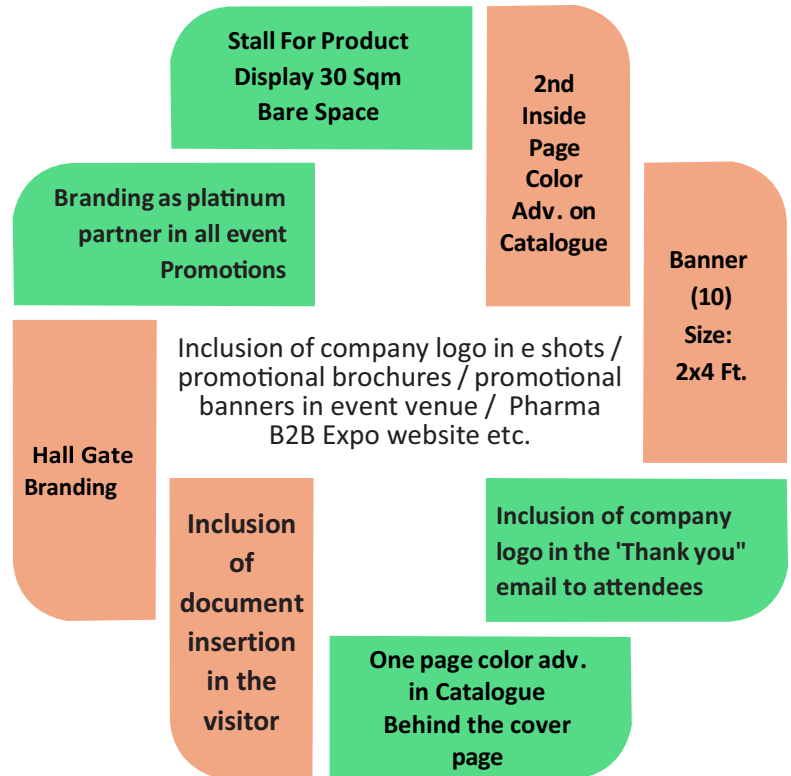 Stall For Product
Display 30 Sqm
Bare Space
2nd
Inside
Page
Color
Adv. on
Catalogue
Branding as platinum
partner in all event
Promotions
Banner
(10)
Size:
2x4 Ft.
Inclusion of company logo in e shots /
promotional brochures / promotional
banners in event venue / Pharma
B2B Expo website etc.
Hall Gate
Branding
Inclusion
of
document
insertion
in the
visitor
Inclusion of company
logo in the 'Thank you"
email to attendees
One page color adv.
in Catalogue
Behind the cover
page